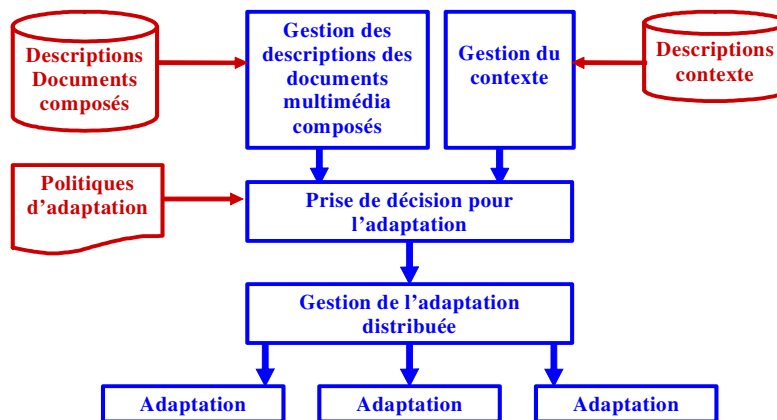 Descriptions
Documents
composés
Gestion des
descriptions des
documents
multimédia
composés
Gestion du
contexte
Descriptions
contexte
Politiques
d'adaptation
Prise de décision pour
l'adaptation
Gestion de l'adaptation
distribuée
Adaptation
Adaptation
Adaptation